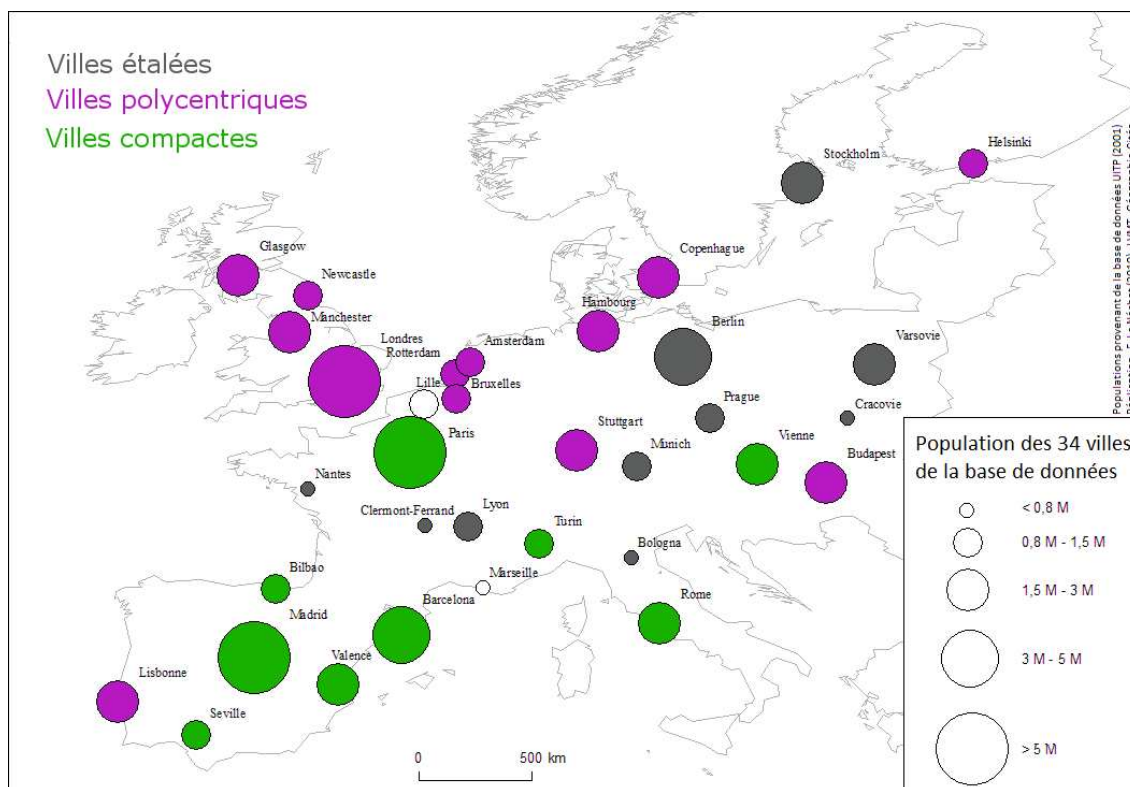 Villes étalées
Villes polycentriques
Villes compactes
Helsinki
Stockholm
Glasgow
Newcastle
Copenhague
Manchester
Hambourg
Londres
Rotterdam
Amsterdam
Berlin
Varsovie
Lille
Bruxelles
Prague
Cracovie
Paris
Stuttgart
Munich
Vienne
Budapest
Nantes
Clermont-Ferrand
Lyon
Turin
Bologna
Bilbao
Marseille
Madrid
Barcelona
Rome
Valence
Lisbonne
Seville
0 500 km
Population des 34 villes
de la base de données
< 0,8 M
0,8 M - 1,5 M
1,5 M - 3 M
3 M - 5 M
> 5 M
Populations provenant de la base de données UITP (2001)